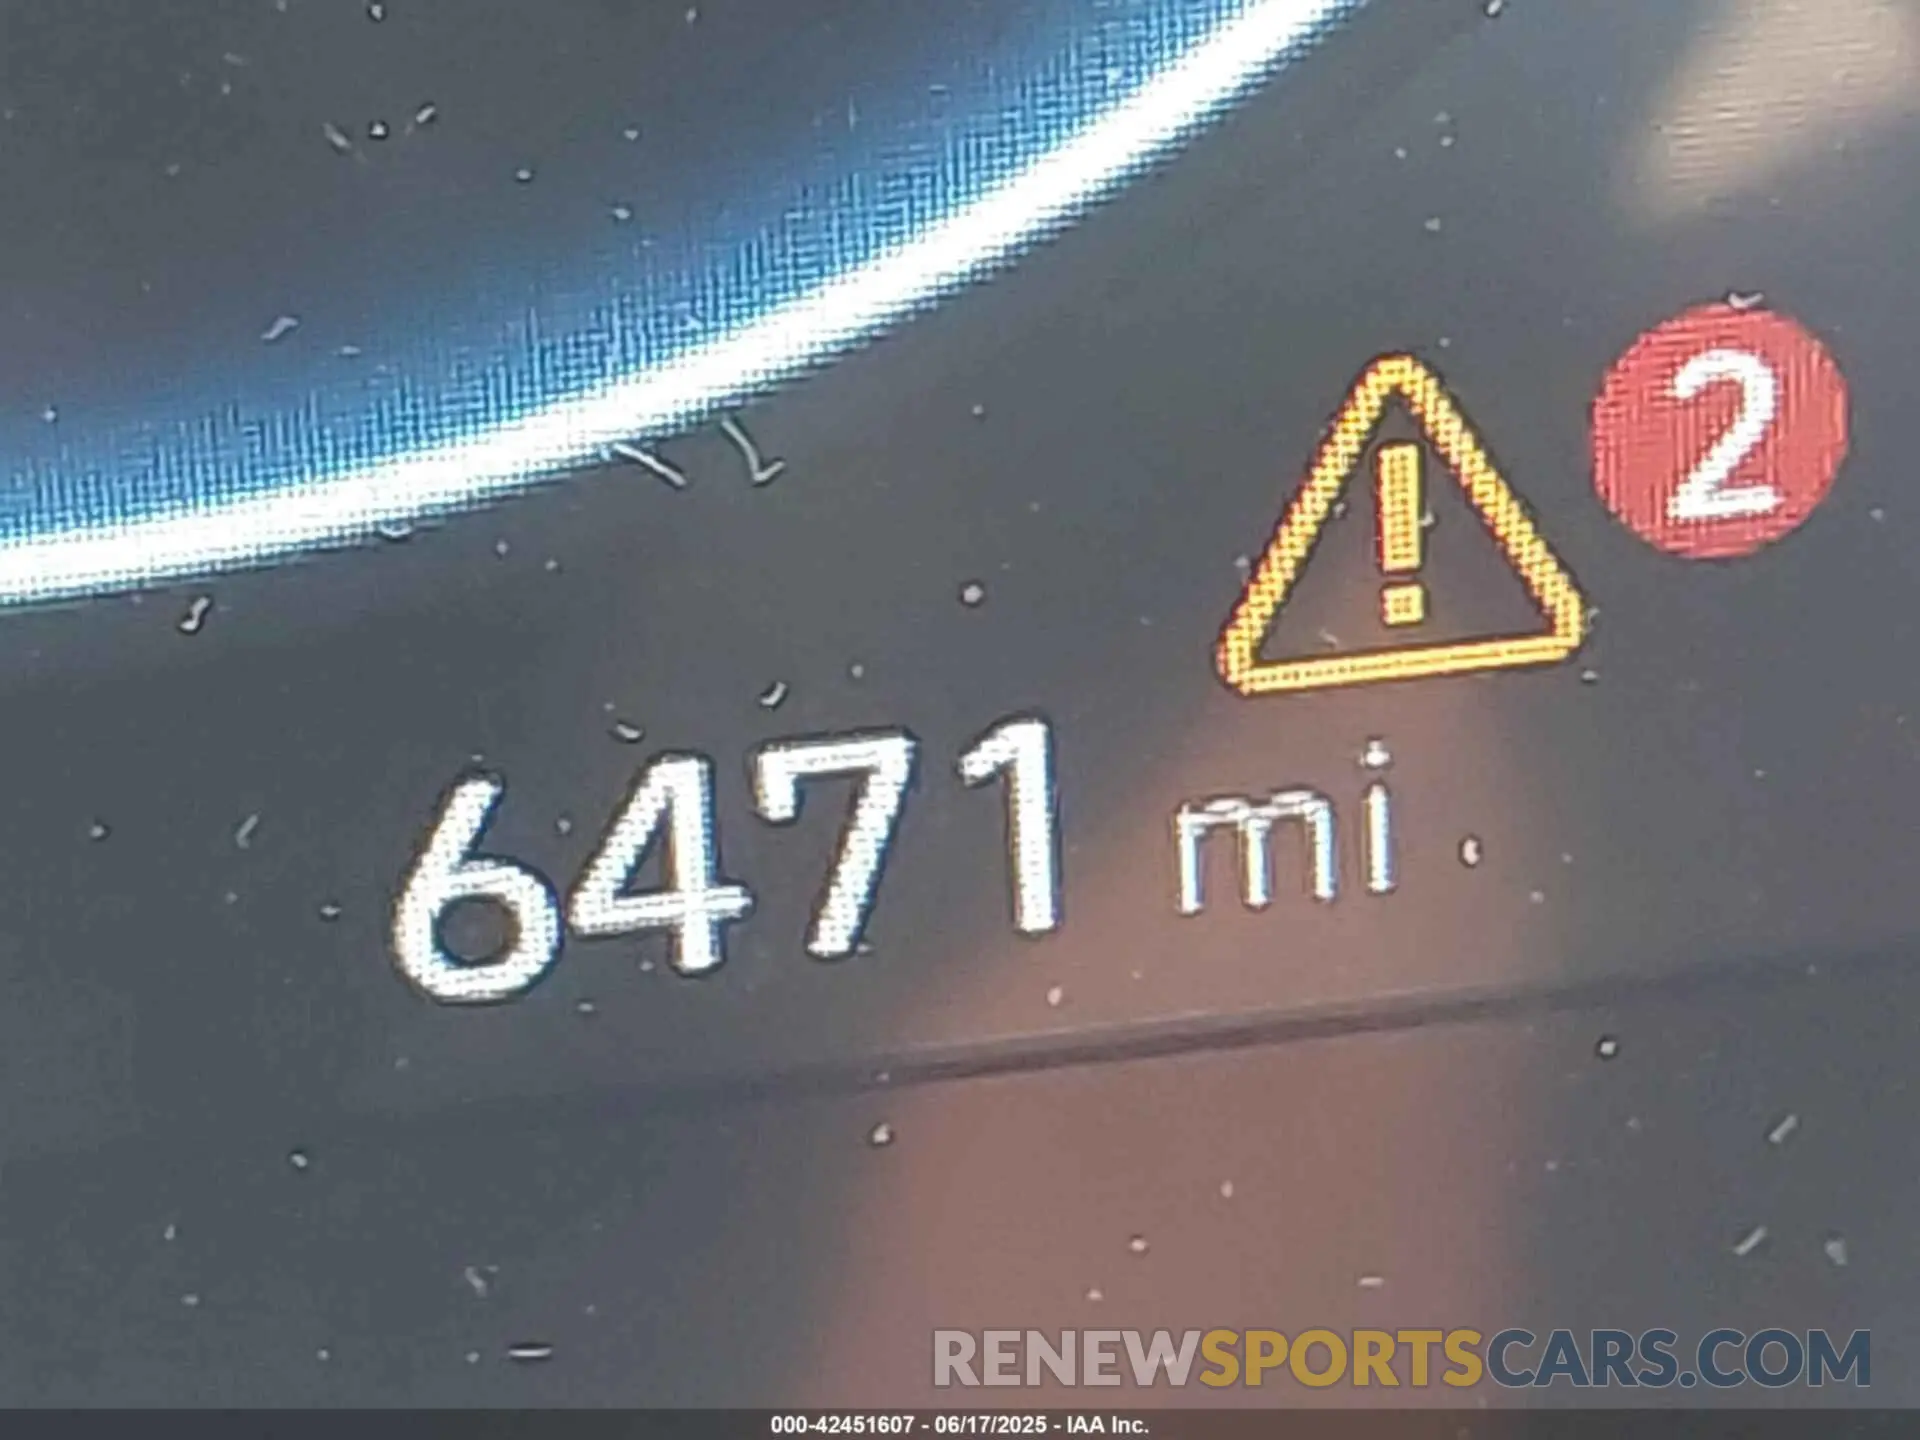 2
6471 mi
RENEWSPORTSCARS.COM
000-42451607 - 06/17/2025 - IAA Inc.